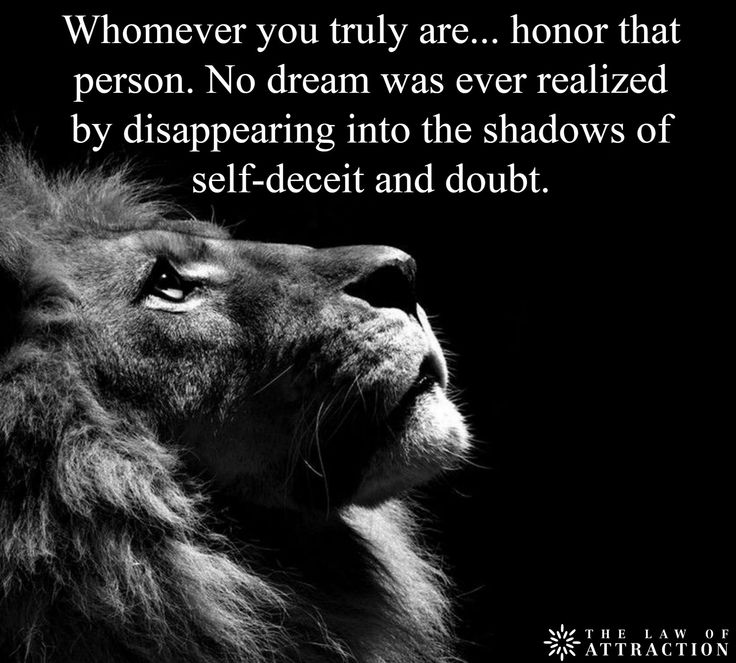 Whomever you truly are... honor that
person. No dream was ever realized
by disappearing into the shadows of
self-deceit and doubt.
THE LAW OF
ATTRACTION